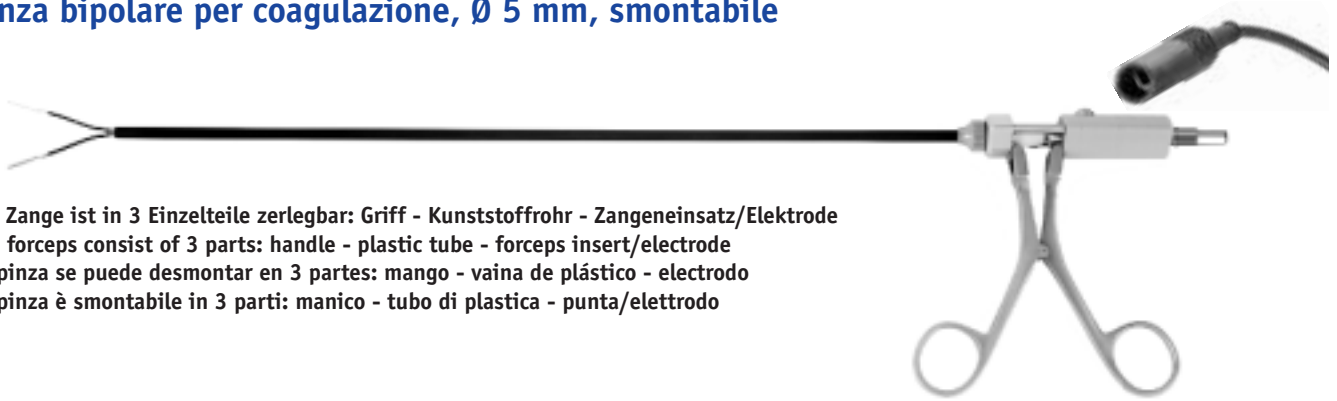 nza bipolare per coagulazione, Ø 5 mm, smontabile
Zange ist in 3 Einzelteile zerlegbar: Griff - Kunststoffrohr - Zangeneinsatz/Elektrode
forceps consist of 3 parts: handle - plastic tube - forceps insert/electrode
pinza se puede desmontar en 3 partes: mango - vaina de plástico - electrodo
pinza è smontabile in 3 parti: manico - tubo di plastica - punta/elettrodo